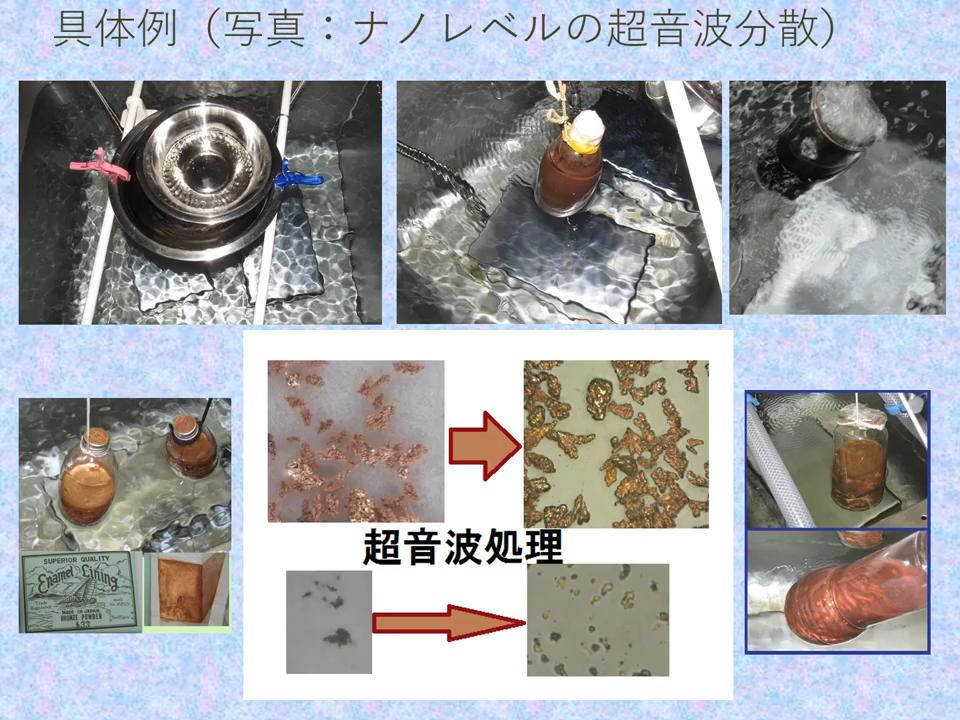 具体例（写真：ナノレベルの超音波分散）
超音波処理
SUPERIOR QUALITY
Enamel Lining
Trade
MADE IN JAPAN
BRONZE POWDER